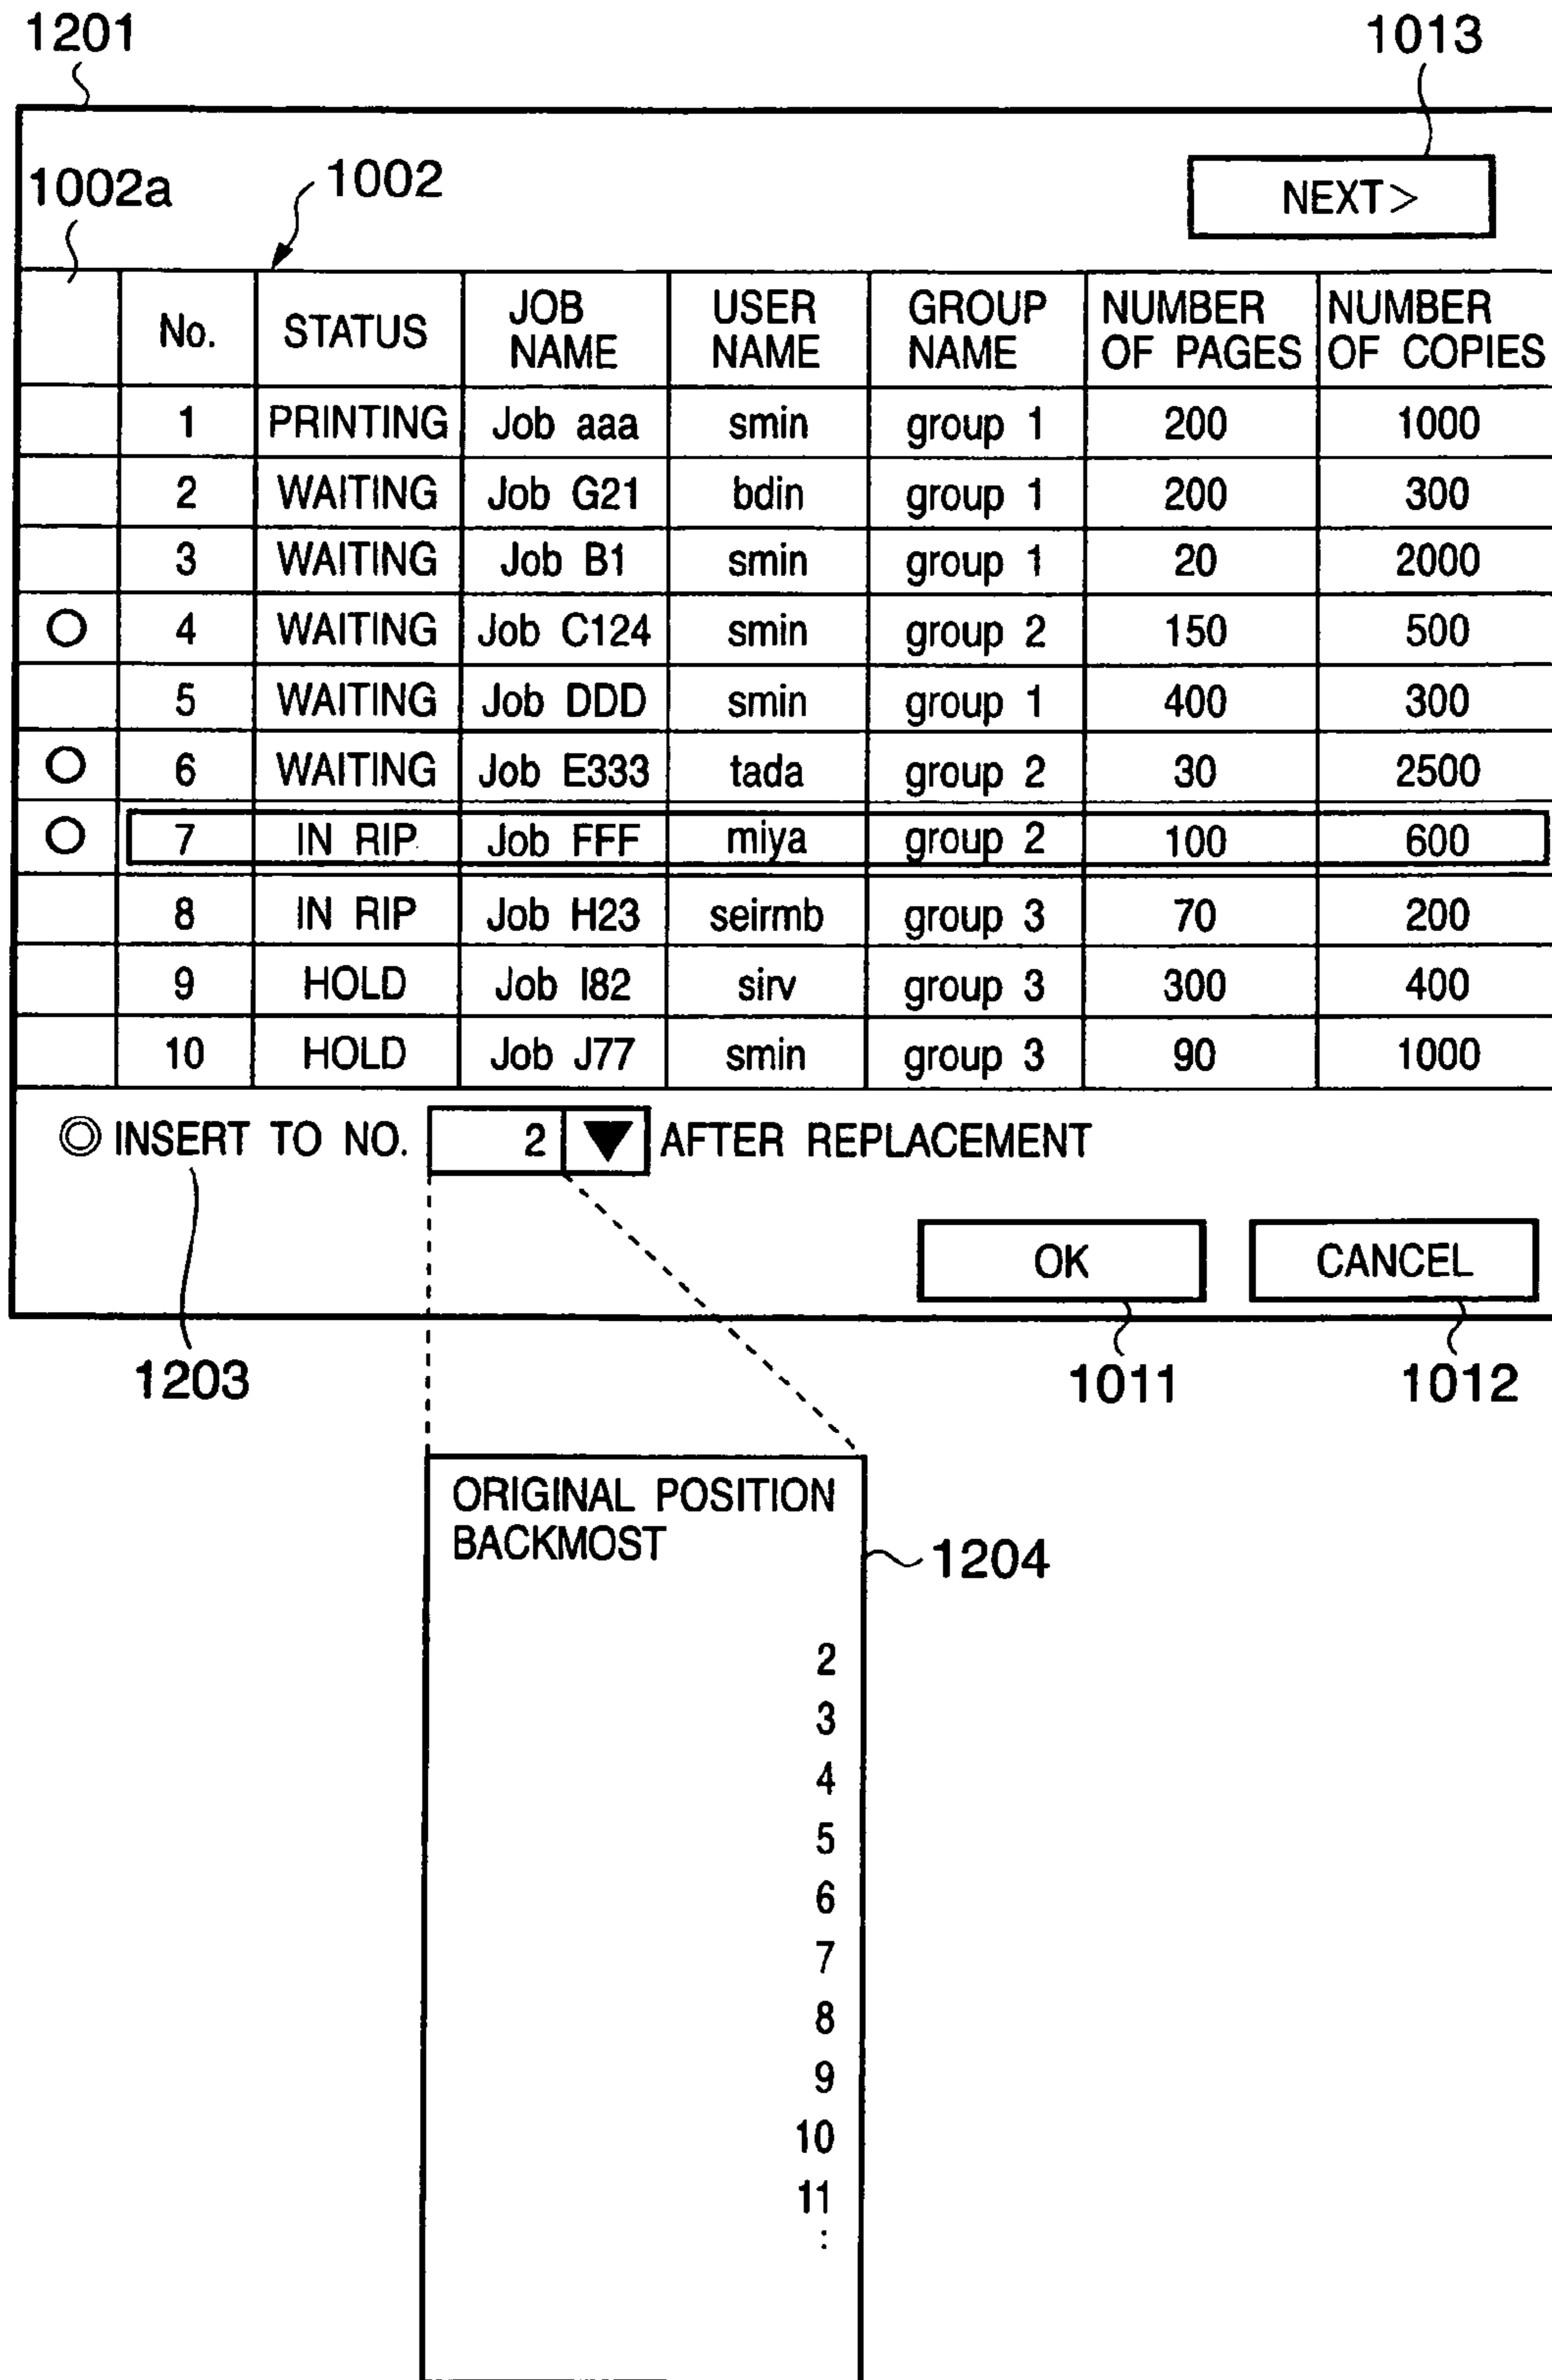 1201
1013
1002a
1002
NEXT>
No. STATUS JOB NAME USER NAME GROUP NAME NUMBER OF PAGES NUMBER OF COPIES
1 PRINTING Job aaa smin group 1 200 1000
2 WAITING Job G21 bdin group 1 200 300
3 WAITING Job B1 smin group 1 20 2000
4 WAITING Job C124 smin group 2 150 500
5 WAITING Job DDD smin group 1 400 300
6 WAITING Job E333 tada group 2 30 2500
7 IN RIP Job FFF miya group 2 100 600
8 IN RIP Job H23 seirmb group 3 70 200
9 HOLD Job I82 sirv group 3 300 400
10 HOLD Job J77 smin group 3 90 1000
INSERT TO NO. 2 ▼ AFTER REPLACEMENT
OK CANCEL
1203 1011 1012
ORIGINAL POSITION
BACKMOST
1204
2
3
4
5
6
7
8
9
10
11
: